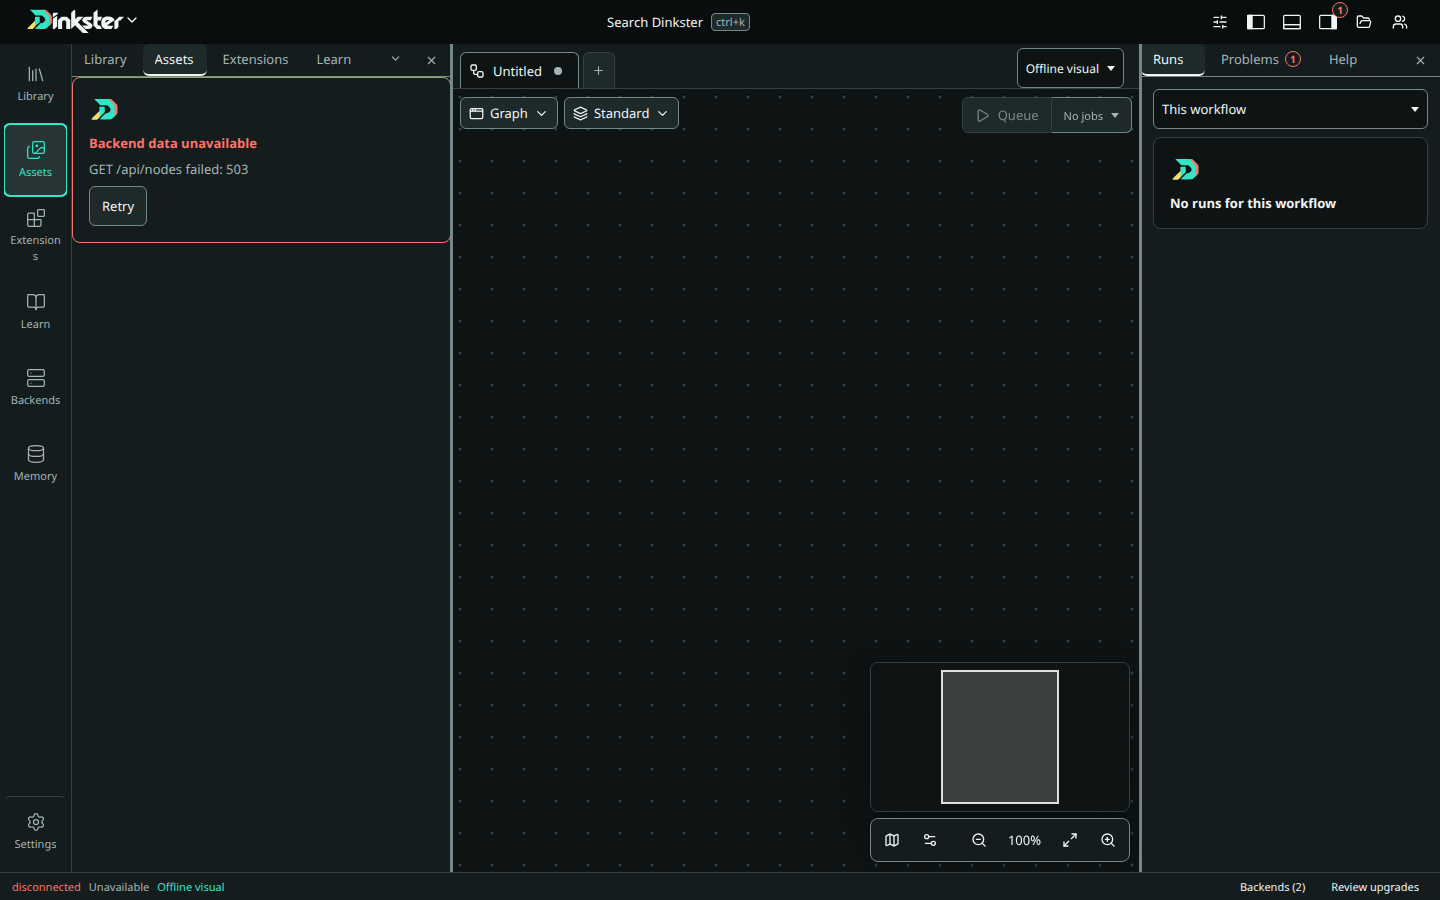 Dinkster
Search Dinkster ctrl+k
1
Library
Assets
Extension
s
Learn
Backends
Memory
Settings
Library Assets Extensions Learn
Backend data unavailable
GET /api/nodes failed: 503
Retry
Untitled
Offline visual
Graph
Standard
Queue
No jobs
100%
Runs Problems 1 Help
This workflow
No runs for this workflow
disconnected Unavailable Offline visual
Backends (2) Review upgrades